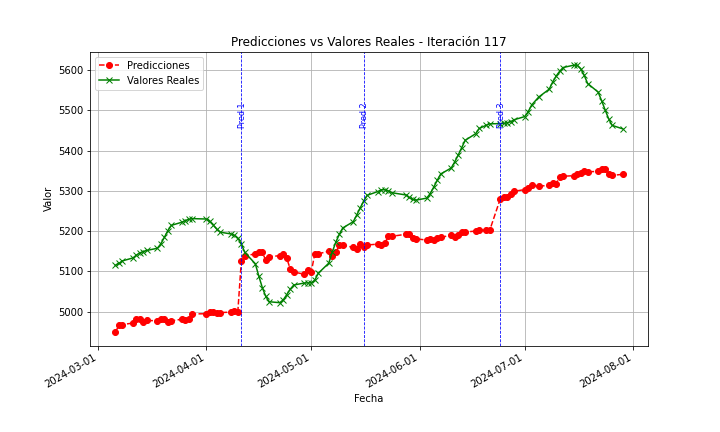 Predicciones vs Valores Reales - Iteración 117
Predicciones
Valores Reales
Pred 1
Pred 2
Pred 3
Valor
5600
5500
5400
5300
5200
5100
5000
2024-03-01
2024-04-01
2024-05-01
2024-06-01
2024-07-01
2024-08-01
Fecha